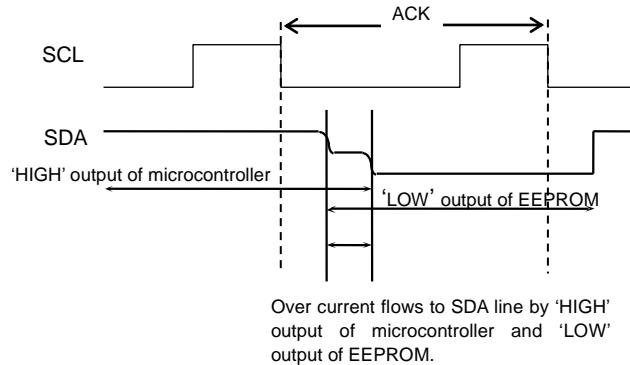 ACK
SCL
SDA
‘HIGH’ output of microcontroller
‘LOW’ output of EEPROM
Over current flows to SDA line by ‘HIGH’
output of microcontroller and ‘LOW’
output of EEPROM.